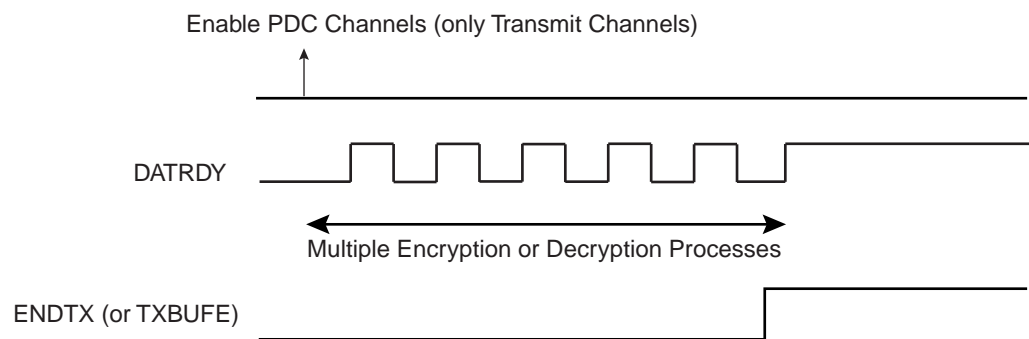 Enable PDC Channels (only Transmit Channels)
DATRDY
Multiple Encryption or Decryption Processes
ENDTX (or TXBUFE)